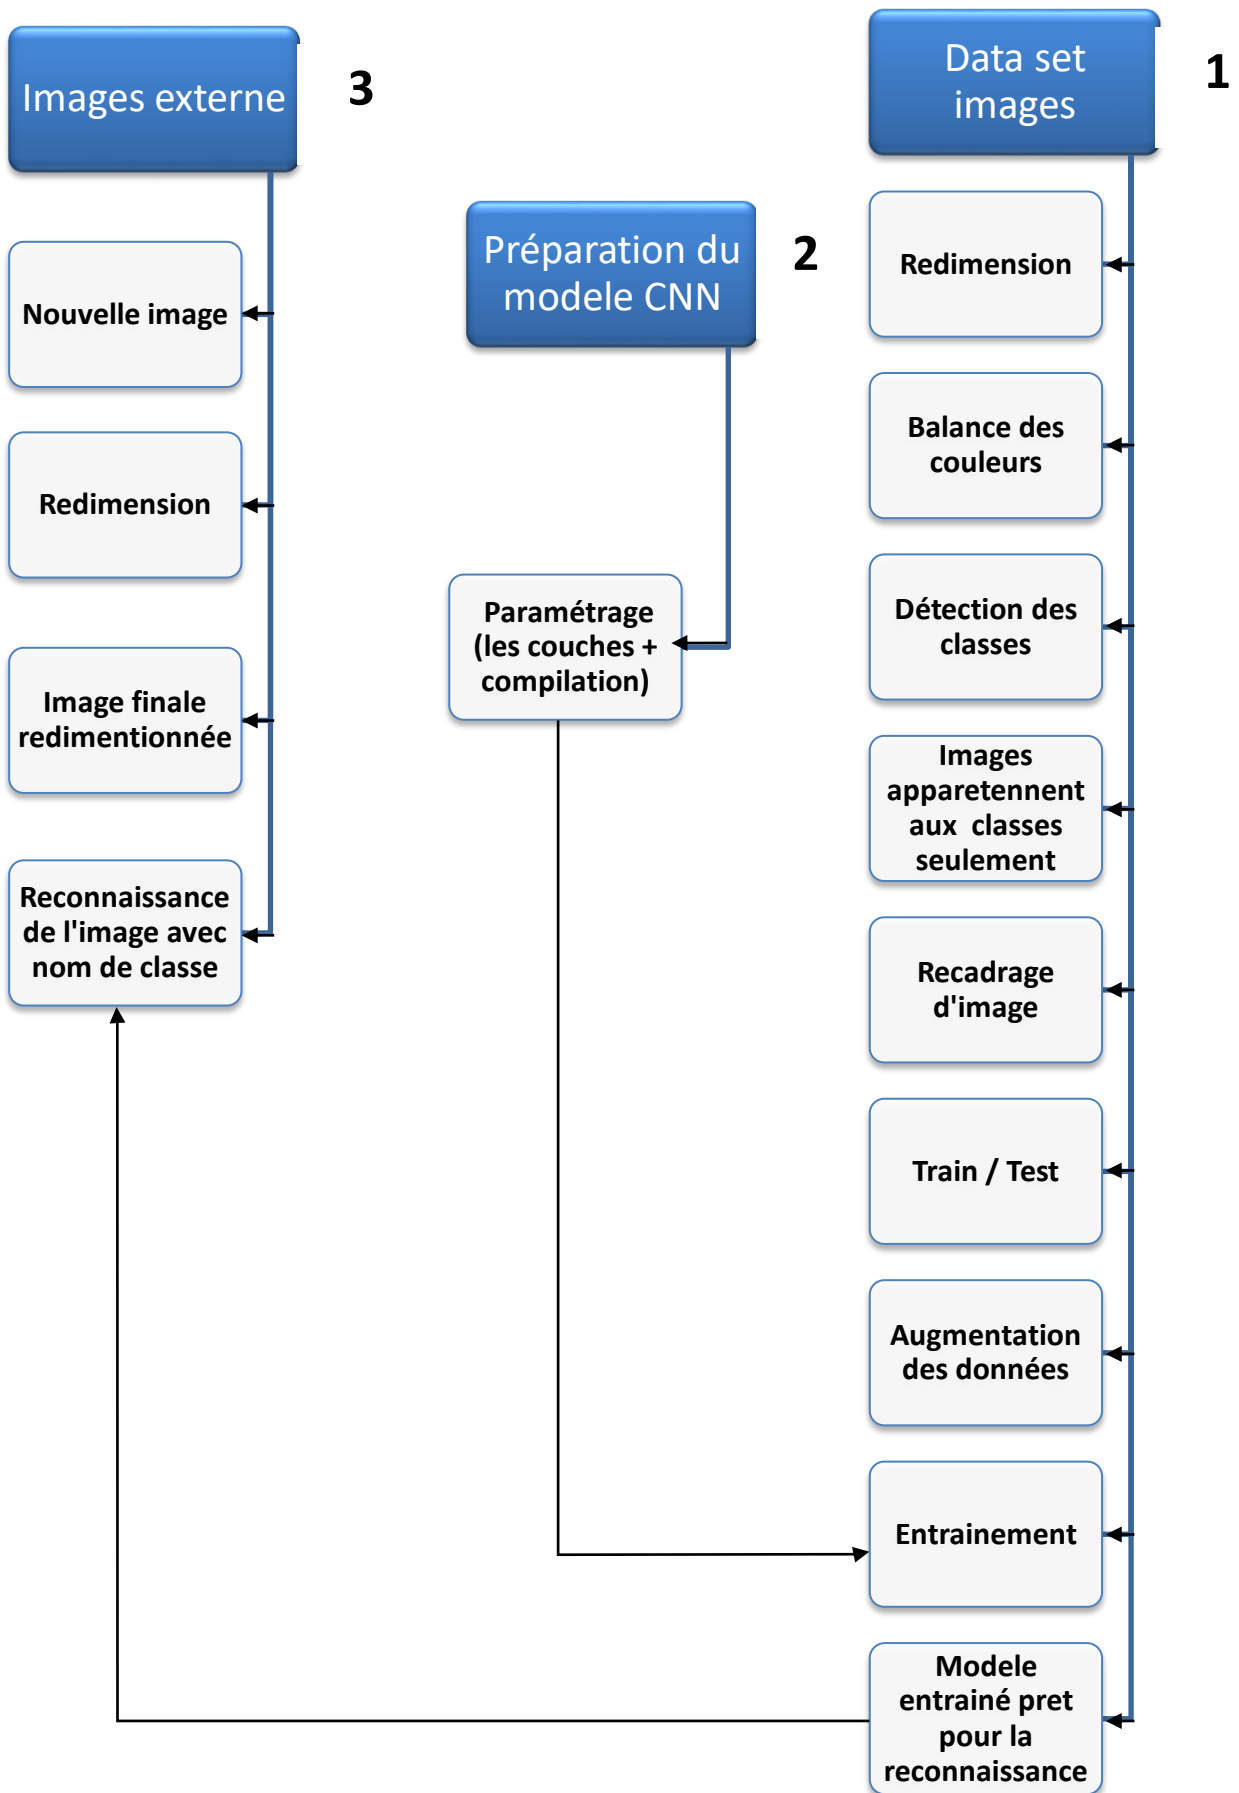 Images externe
3
Nouvelle image
Redimension
Image finale
redimentionnée
Reconnaissance
de l'image avec
nom de classe
Préparation du
modele CNN
2
Paramétrage
(les couches +
compilation)
Data set
images
1
Redimension
Balance des
couleurs
Détection des
classes
Images
apparetennent
aux classes
seulement
Recadrage
d'image
Train / Test
Augmentation
des données
Entrainement
Modele
entrainé pret
pour la
reconnaissance